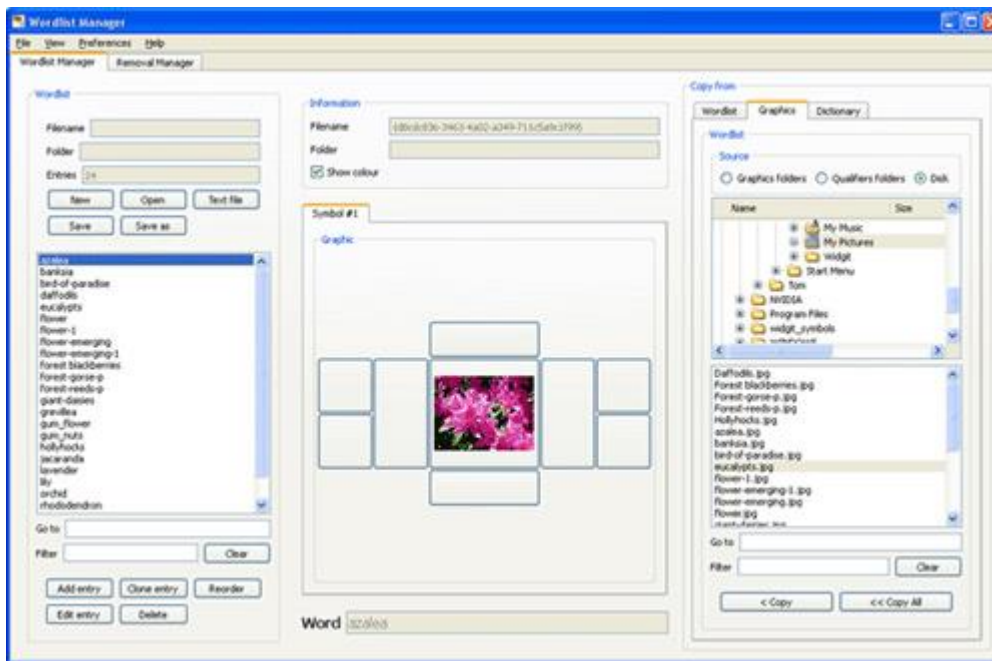 Wordlist Manager
File View Preferences Help
Wordlist Manager Removal Manager
Wordlist
Filename
Folder
Entries 24
New Open Text file
Save Save as
azalea
banksia
bird-of-paradise
daffodils
eucalypts
flower
flower-1
flower-emerging
flower-emerging-1
forest blackberries
forest-gorse-p
forest-reeds-p
giant-daisies
grevillea
gum_flower
gum_nuts
hollyhocks
jacaranda
lavender
lily
orchid
rhododendron
Go to
Filter Clear
Add entry Clone entry Reorder
Edit entry Delete
Information
Filename
Folder
Show colour
Symbol #1
Graphic
Word azalea
Copy from
Wordlist Graphics Dictionary
Wordlist
Source
Graphics folders Qualifiers folders Disk
Name Size
My Music
My Pictures
Widgit
Start Menu
Tom
NVIDIA
Program Files
widgit_symbols
WINDOWS
Daffodils.jpg
Forest blackberries.jpg
Forest-gorse-p.jpg
Forest-reeds-p.jpg
Hollyhocks.jpg
azalea.jpg
banksia.jpg
bird-of-paradise.jpg
eucalypts.jpg
flower-1.jpg
flower-emerging-1.jpg
flower-emerging.jpg
flower.jpg
Go to
Filter Clear
< Copy << Copy All